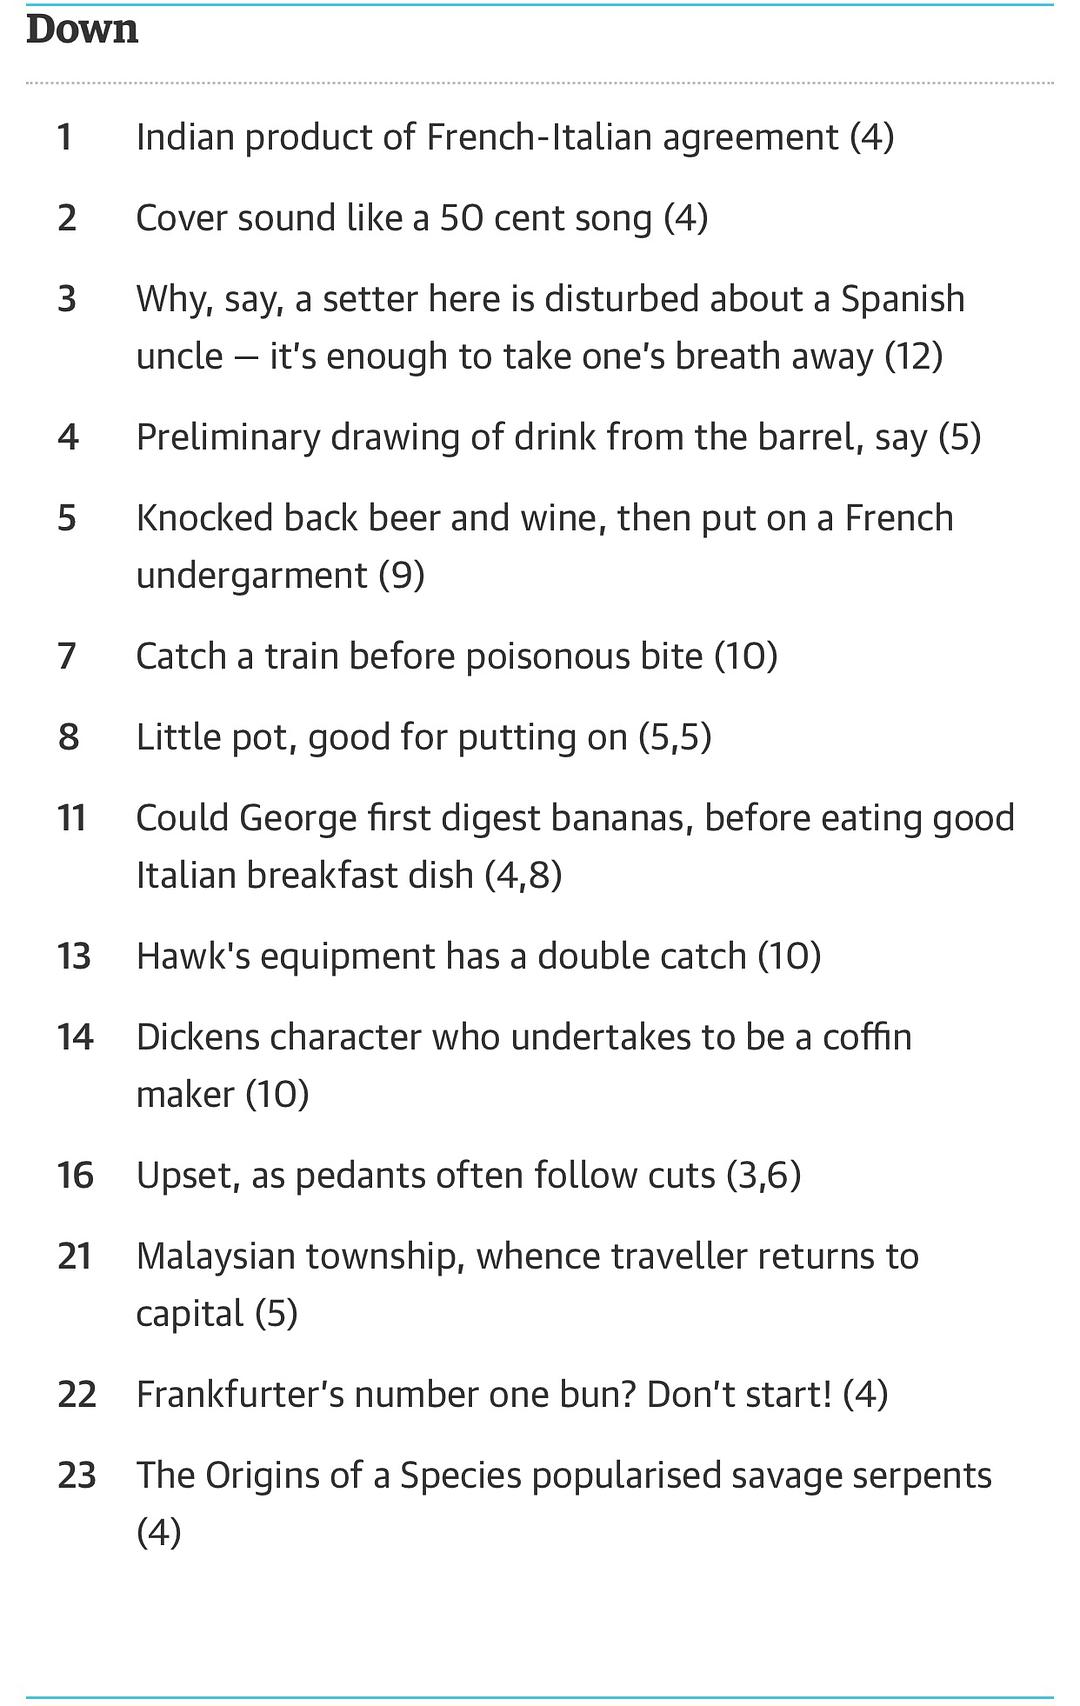 Down
1 Indian product of French-Italian agreement (4)
2 Cover sound like a 50 cent song (4)
3 Why, say, a setter here is disturbed about a Spanish
uncle — it's enough to take one's breath away (12)
4 Preliminary drawing of drink from the barrel, say (5)
5 Knocked back beer and wine, then put on a French
undergarment (9)
7 Catch a train before poisonous bite (10)
8 Little pot, good for putting on (5,5)
11 Could George first digest bananas, before eating good
Italian breakfast dish (4,8)
13 Hawk's equipment has a double catch (10)
14 Dickens character who undertakes to be a coffin
maker (10)
16 Upset, as pedants often follow cuts (3,6)
21 Malaysian township, whence traveller returns to
capital (5)
22 Frankfurter's number one bun? Don't start! (4)
23 The Origins of a Species popularised savage serpents
(4)